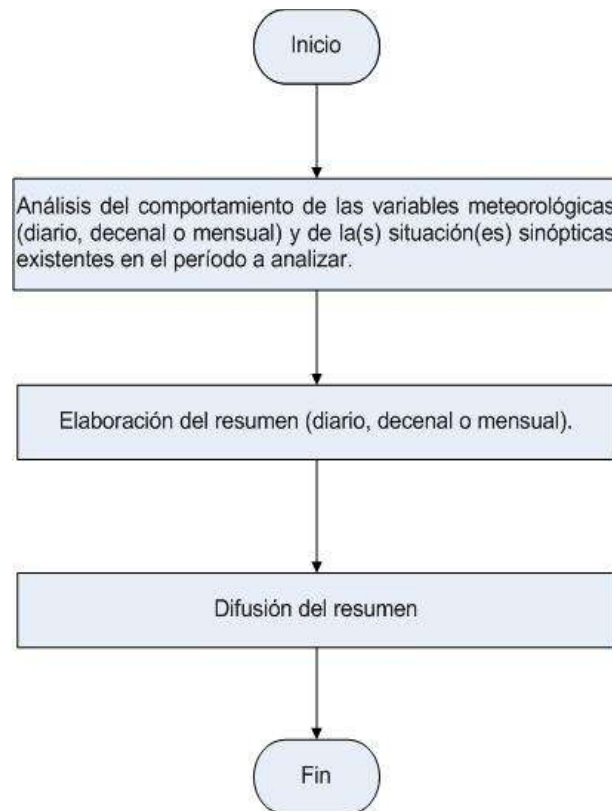 Inicio
Análisis del comportamiento de las variables meteorológicas
(diario, decenal o mensual) y de la(s) situación(es) sinópticas
existentes en el período a analizar.
Elaboración del resumen (diario, decenal o mensual).
Difusión del resumen
Fin